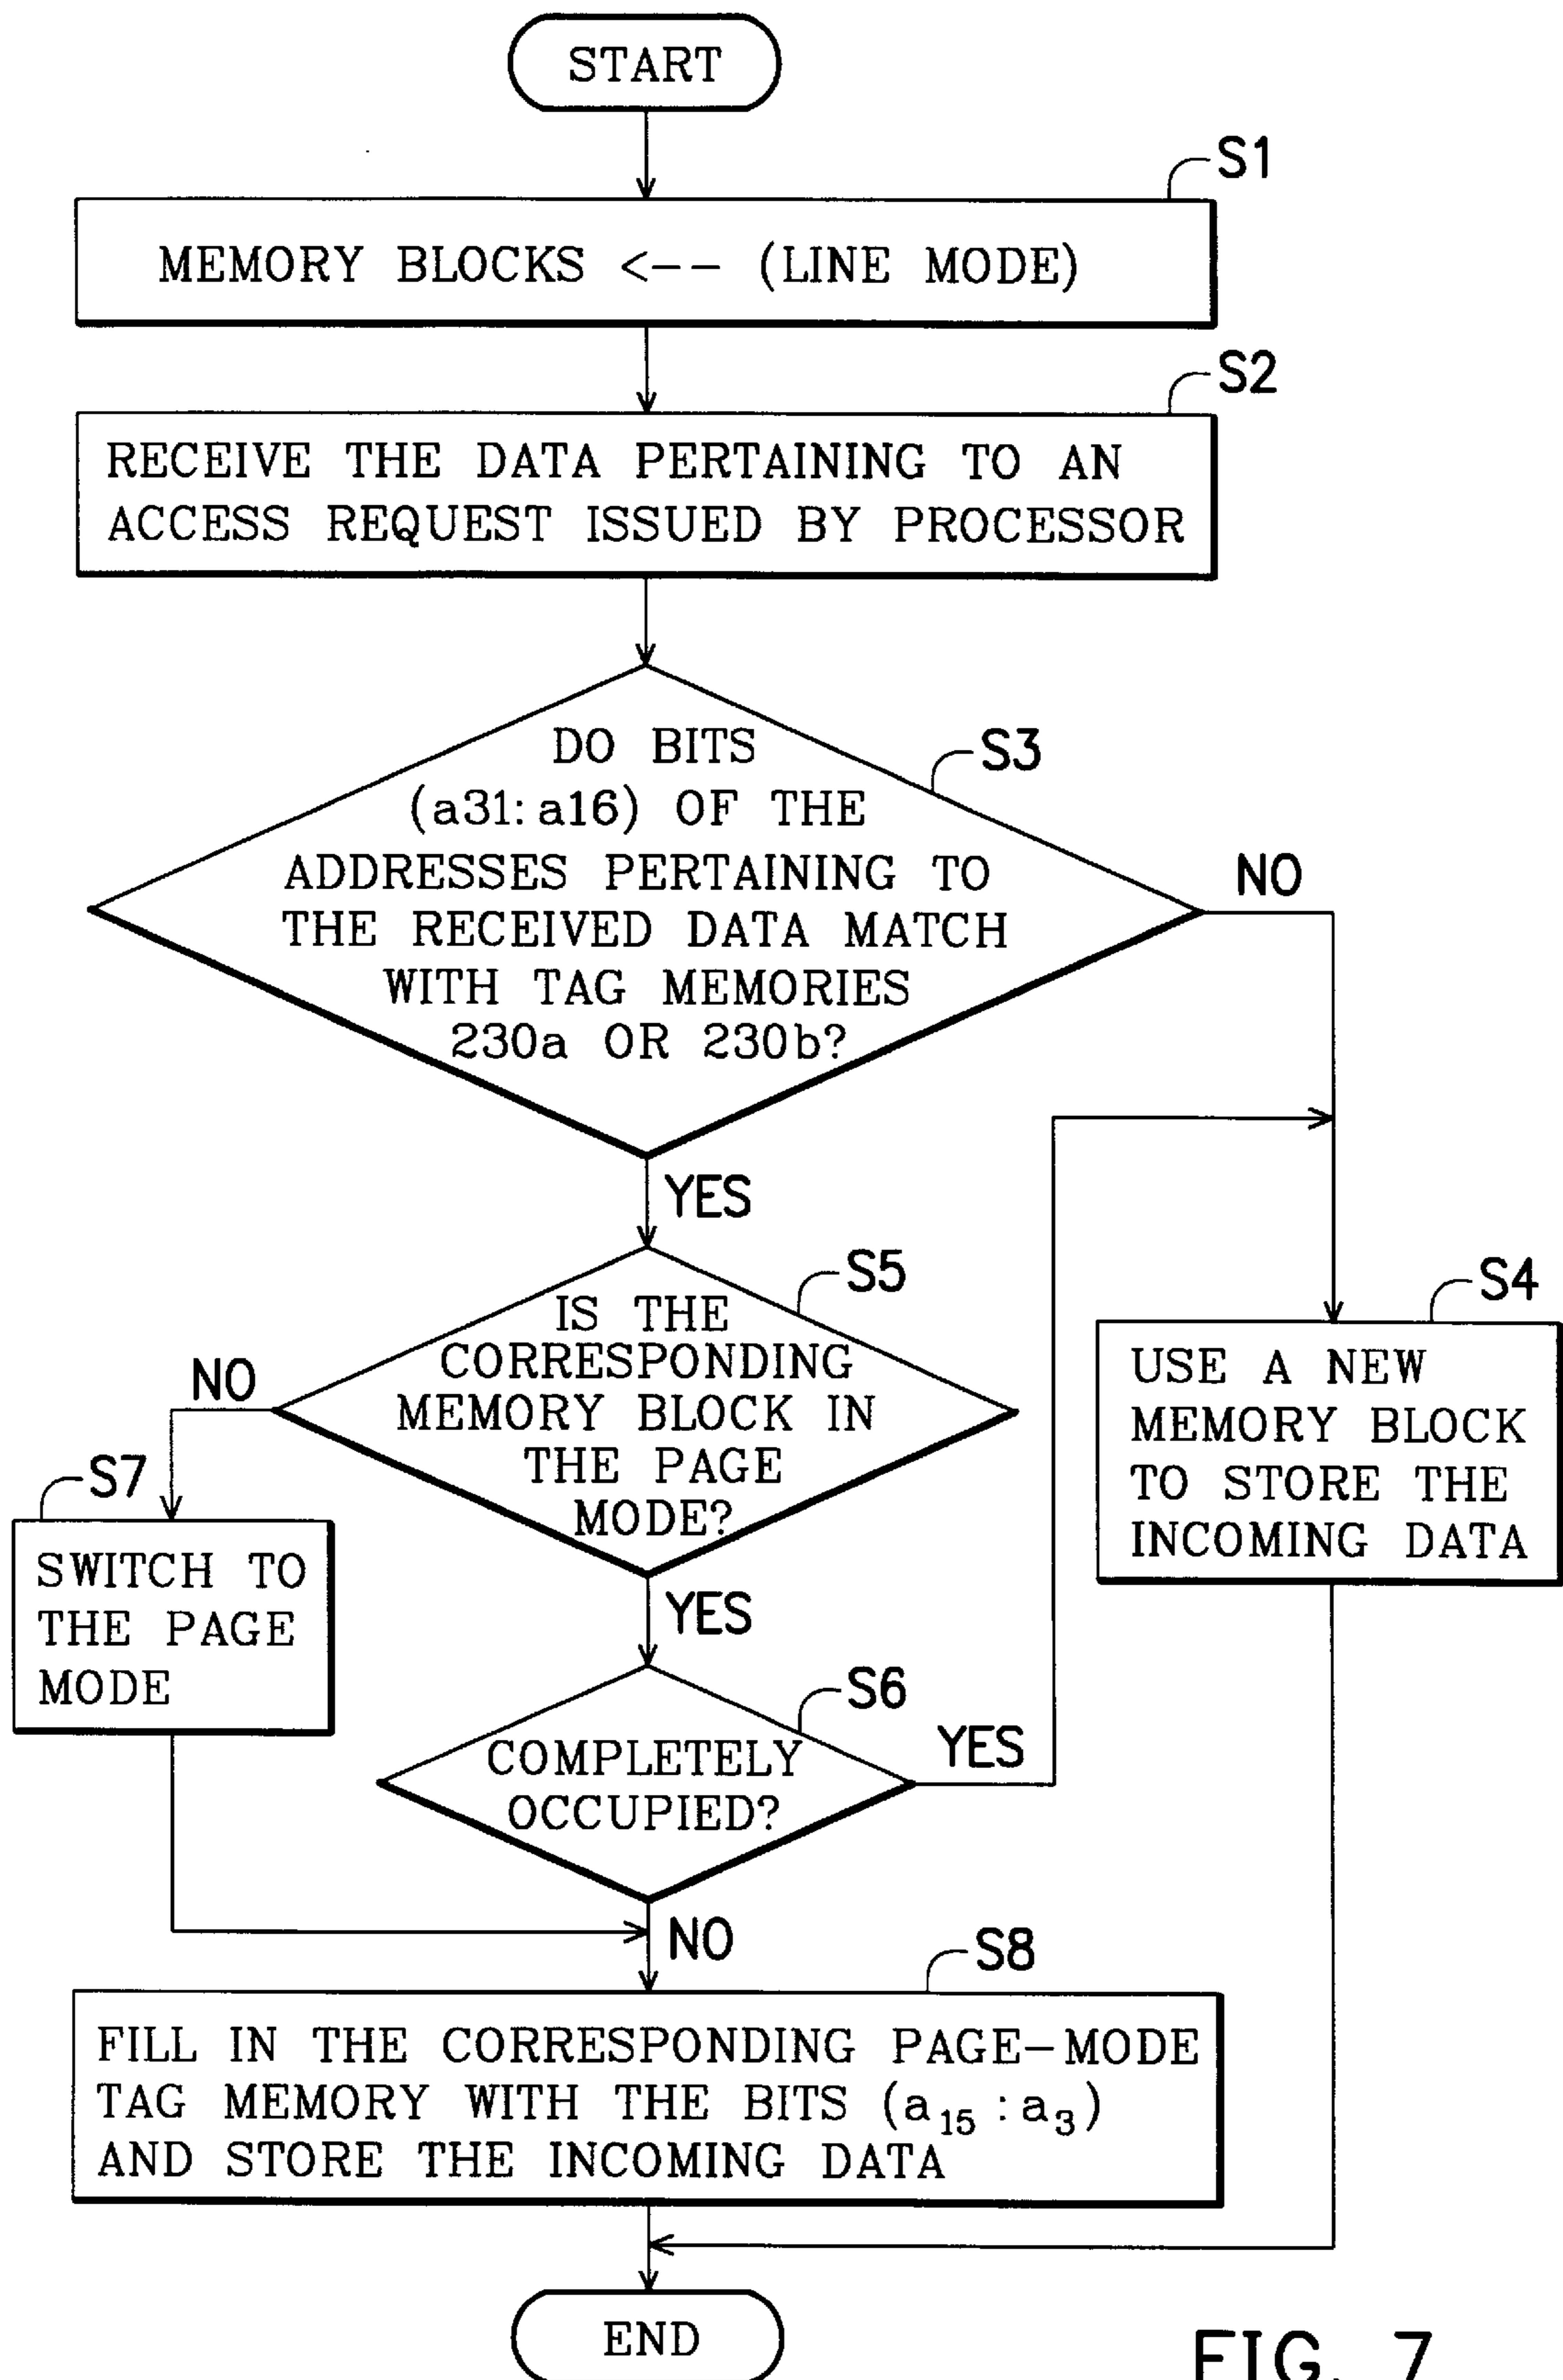 START
S1
MEMORY BLOCKS <-- (LINE MODE)
S2
RECEIVE THE DATA PERTAINING TO AN
ACCESS REQUEST ISSUED BY PROCESSOR
S3
DO BITS
(a31:a16) OF THE
ADDRESSES PERTAINING TO
THE RECEIVED DATA MATCH
WITH TAG MEMORIES
230a OR 230b?
NO
YES
S5
IS THE
CORRESPONDING
MEMORY BLOCK IN
THE PAGE
MODE?
NO
S4
USE A NEW
MEMORY BLOCK
TO STORE THE
INCOMING DATA
S7
SWITCH TO
THE PAGE
MODE
YES
S6
COMPLETELY
OCCUPIED?
YES
NO
S8
FILL IN THE CORRESPONDING PAGE-MODE
TAG MEMORY WITH THE BITS (a15 :a3)
AND STORE THE INCOMING DATA
END
FIG. 7